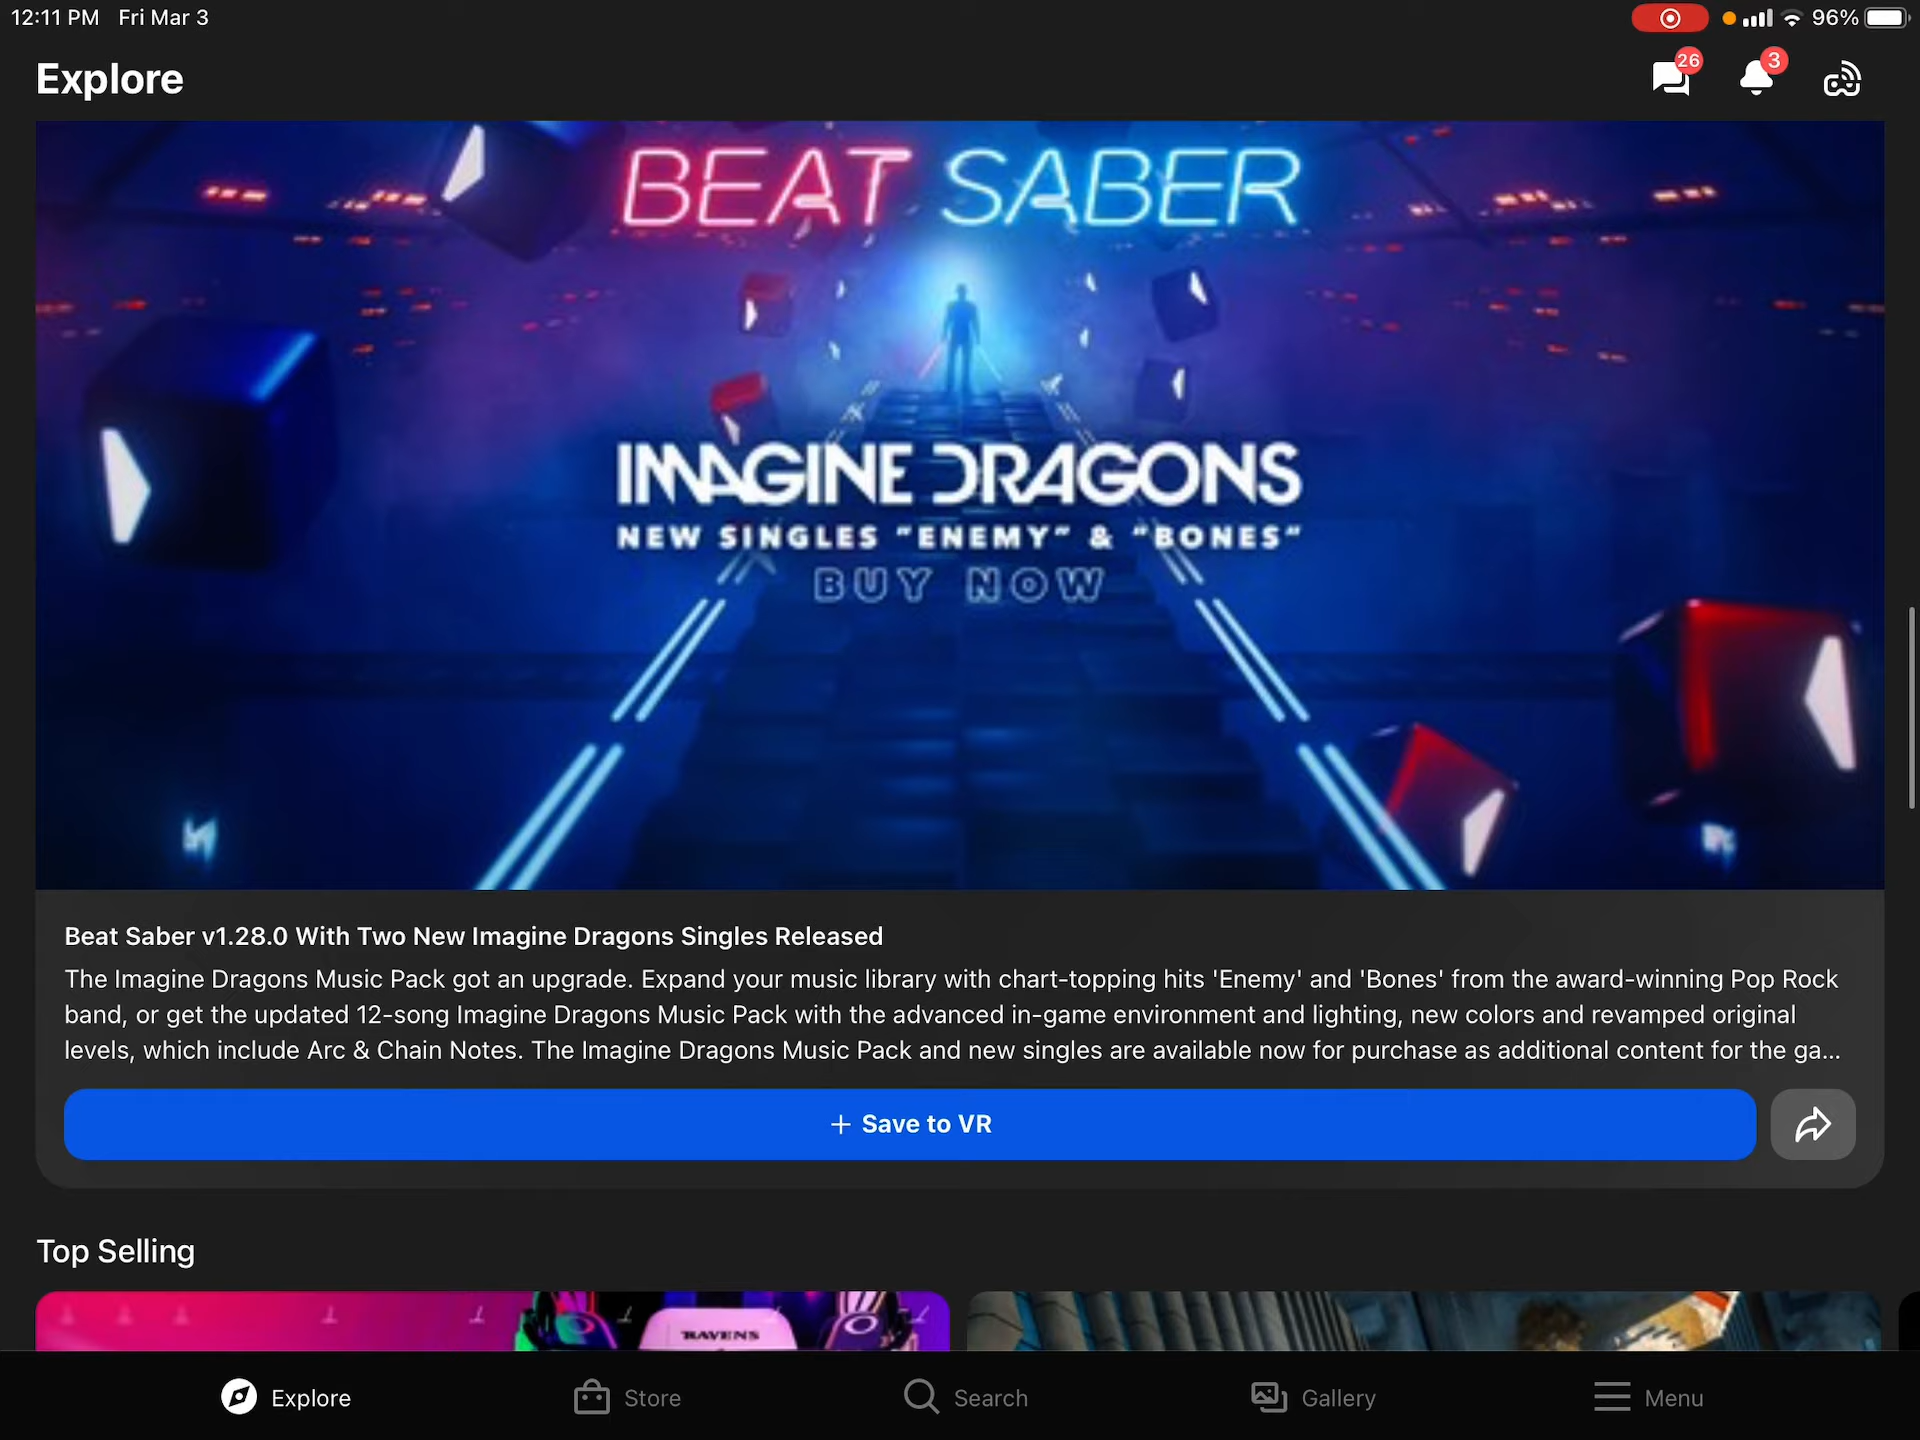 12:11 PM Fri Mar 3
96%
Explore
26
3
BEAT SABER
IMAGINE DRAGONS
NEW SINGLES "ENEMY" & "BONES"
BUY NOW
Beat Saber v1.28.0 With Two New Imagine Dragons Singles Released
The Imagine Dragons Music Pack got an upgrade. Expand your music library with chart-topping hits 'Enemy' and 'Bones' from the award-winning Pop Rock
band, or get the updated 12-song Imagine Dragons Music Pack with the advanced in-game environment and lighting, new colors and revamped original
levels, which include Arc & Chain Notes. The Imagine Dragons Music Pack and new singles are available now for purchase as additional content for the ga...
+ Save to VR
Top Selling
RAVENS
Explore
Store
Search
Gallery
Menu